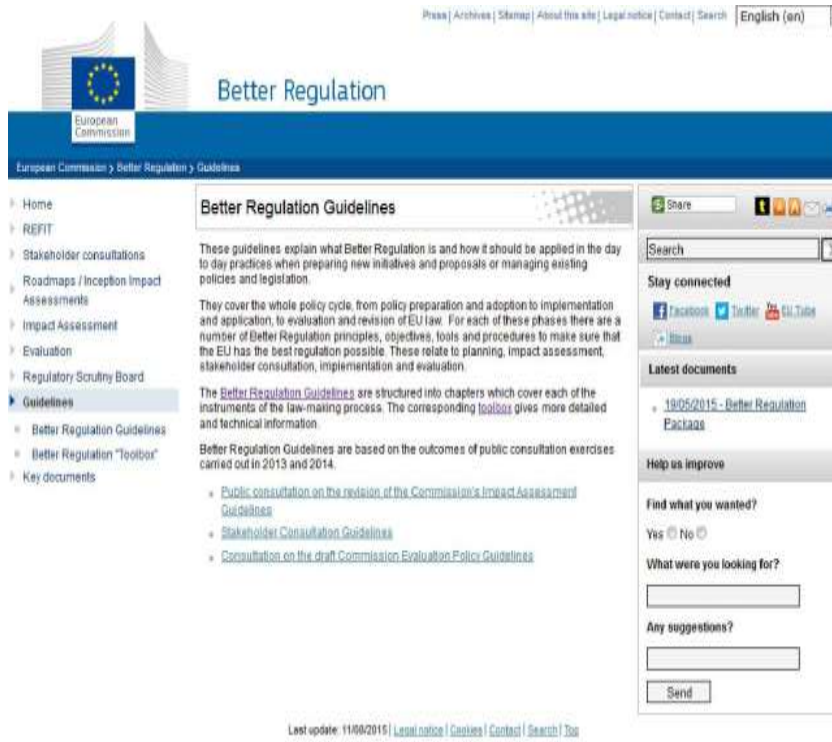 Press | Archives | Sitemap | About this site | Legal notice | Contact | Search
English (en)
European
Commission
Better Regulation
European Commission > Better Regulation > Guidelines
Home
REFIT
Stakeholder consultations
Roadmaps / Inception Impact
Assessments
Impact Assessment
Evaluation
Regulatory Scrutiny Board
Guidelines
Better Regulation Guidelines
Better Regulation "Toolbox"
Key documents
Better Regulation Guidelines
These guidelines explain what Better Regulation is and how it should be applied in the day
to day practices when preparing new initiatives and proposals or managing existing
policies and legislation.
They cover the whole policy cycle, from policy preparation and adoption to implementation
and application, to evaluation and revision of EU law. For each of these phases there are a
number of Better Regulation principles, objectives, tools and procedures to make sure that
the EU has the best regulation possible. These relate to planning, impact assessment,
stakeholder consultation, implementation and evaluation.
The Better Regulation Guidelines are structured into chapters which cover each of the
instruments of the law-making process. The corresponding toolbox gives more detailed
and technical information.
Better Regulation Guidelines are based on the outcomes of public consultation exercises
carried out in 2013 and 2014.
Public consultation on the revision of the Commission's Impact Assessment
Guidelines
Stakeholder Consultation Guidelines
Consultation on the draft Commission Evaluation Policy Guidelines
Share
t
A A
Search
Stay connected
Facebook Twitter EU Tube
Blogs
Latest documents
19/05/2015 - Better Regulation
Package
Help us improve
Find what you wanted?
Yes No
What were you looking for?
Any suggestions?
Send
Last update: 11/08/2015 | Legal notice | Cookies | Contact | Search | Top